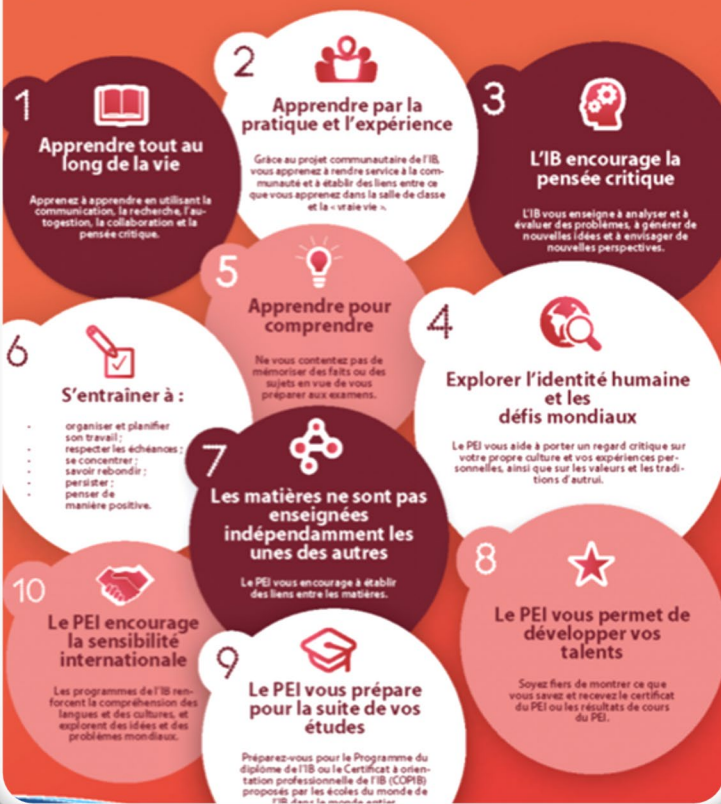 1
Apprendre tout au
long de la vie
Apprenez à apprendre en utilisant la
communication, la recherche, l'au-
togestion, la collaboration et la
pensée critique.
2
Apprendre par la
pratique et l'expérience
Grâce au projet communautaire de l'IB,
vous apprenez à rendre service à la com-
munauté et à établir des liens entre ce
que vous apprenez dans la salle de classe
et la « vraie vie ».
3
L'IB encourage la
pensée critique
L'IB vous enseigne à analyser et à
évaluer des problèmes, à générer de
nouvelles idées et à envisager de
nouvelles perspectives.
4
Explorer l'identité humaine
et les
défis mondiaux
Le PEI vous aide à porter un regard critique sur
votre propre culture et vos expériences per-
sonnelles, ainsi que sur les valeurs et les tradi-
tions d'autrui.
5
Apprendre pour
comprendre
Ne vous contentez pas de
mémoriser des faits ou des
sujets en vue de vous
préparer aux examens.
6
S'entraîner à :
organiser et planifier
son travail ;
respecter les échéances ;
se concentrer ;
savoir rebondir ;
persister ;
penser de
manière positive.
7
Les matières ne sont pas
enseignées
indépendamment les
unes des autres
Le PEI vous encourage à établir
des liens entre les matières.
8
Le PEI vous permet de
développer vos
talents
Soyez fiers de montrer ce que
vous savez et recevez le certificat
du PEI ou les résultats de cours
du PEI.
9
Le PEI vous prépare
pour la suite de vos
études
Préparez-vous pour le Programme du
diplôme de l'IB ou le Certificat à orien-
tation professionnelle de l'IB (COPIB)
proposés par les écoles du monde de
l'IB dans le monde entier.
10
Le PEI encourage
la sensibilité
internationale
Les programmes de l'IB ren-
forcent la compréhension des
langues et des cultures, et
explorent des idées et des
problèmes mondiaux.